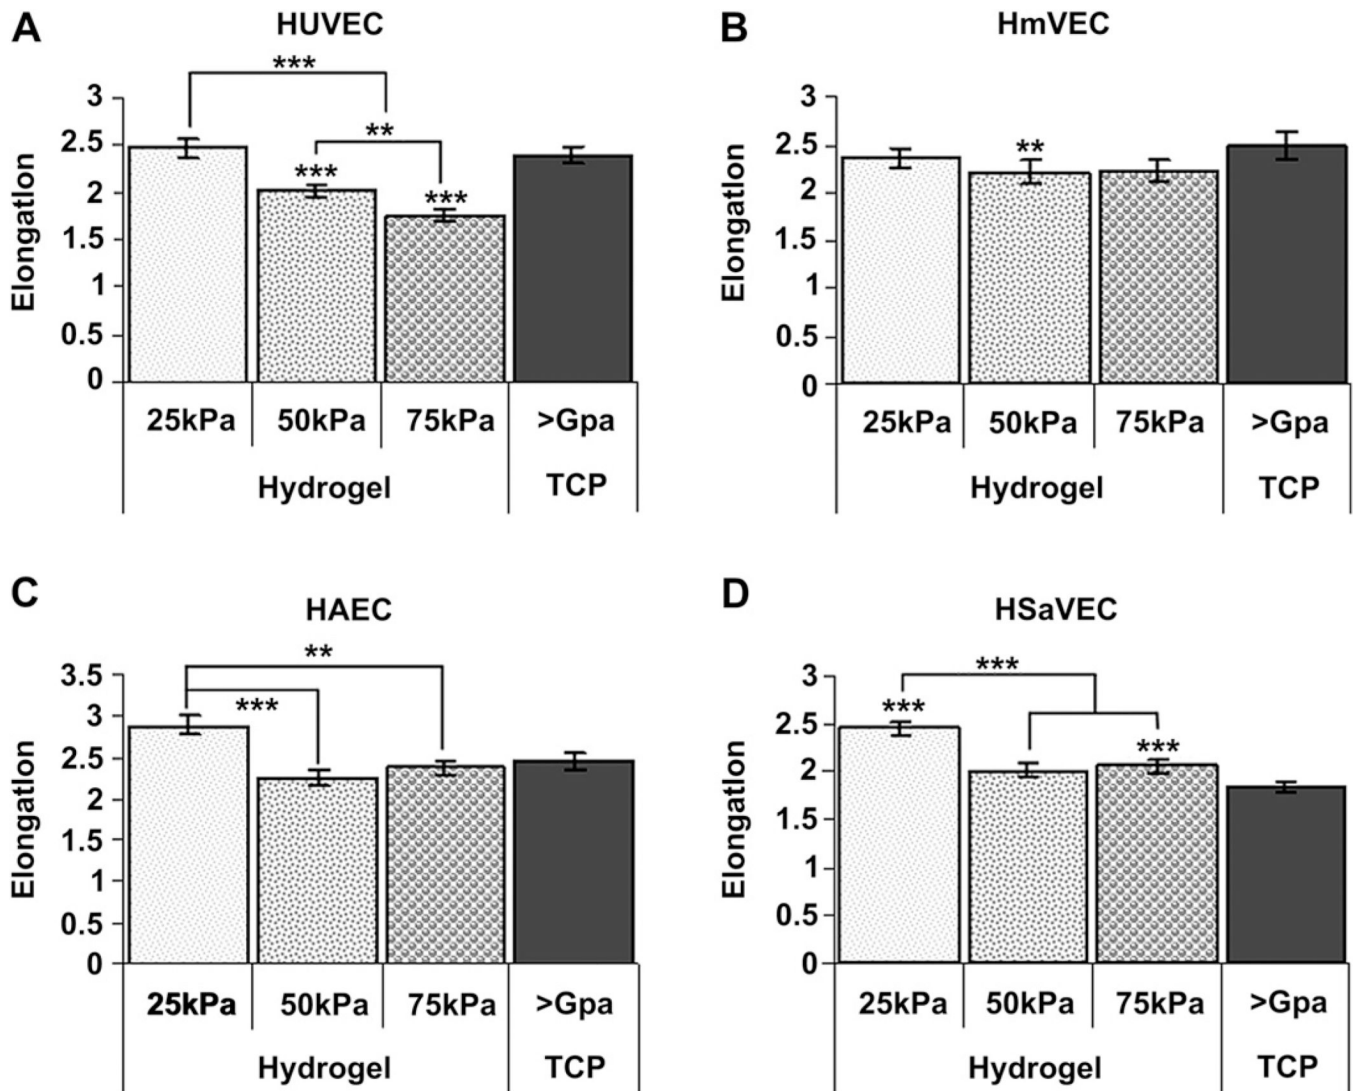 A
HUVEC
***
3
**
2.5
***
2
***
1.5
1
0.5
0
Elongation
25kPa 50kPa 75kPa >Gpa
Hydrogel TCP
B
HmVEC
3
2.5
**
2
1.5
1
0.5
0
Elongation
25kPa 50kPa 75kPa >Gpa
Hydrogel TCP
C
HAEC
**
3.5
***
3
2.5
2
1.5
1
0.5
0
Elongation
25kPa 50kPa 75kPa >Gpa
Hydrogel TCP
D
HSaVEC
***
3
***
2.5
***
2
1.5
1
0.5
0
Elongation
25kPa 50kPa 75kPa >Gpa
Hydrogel TCP